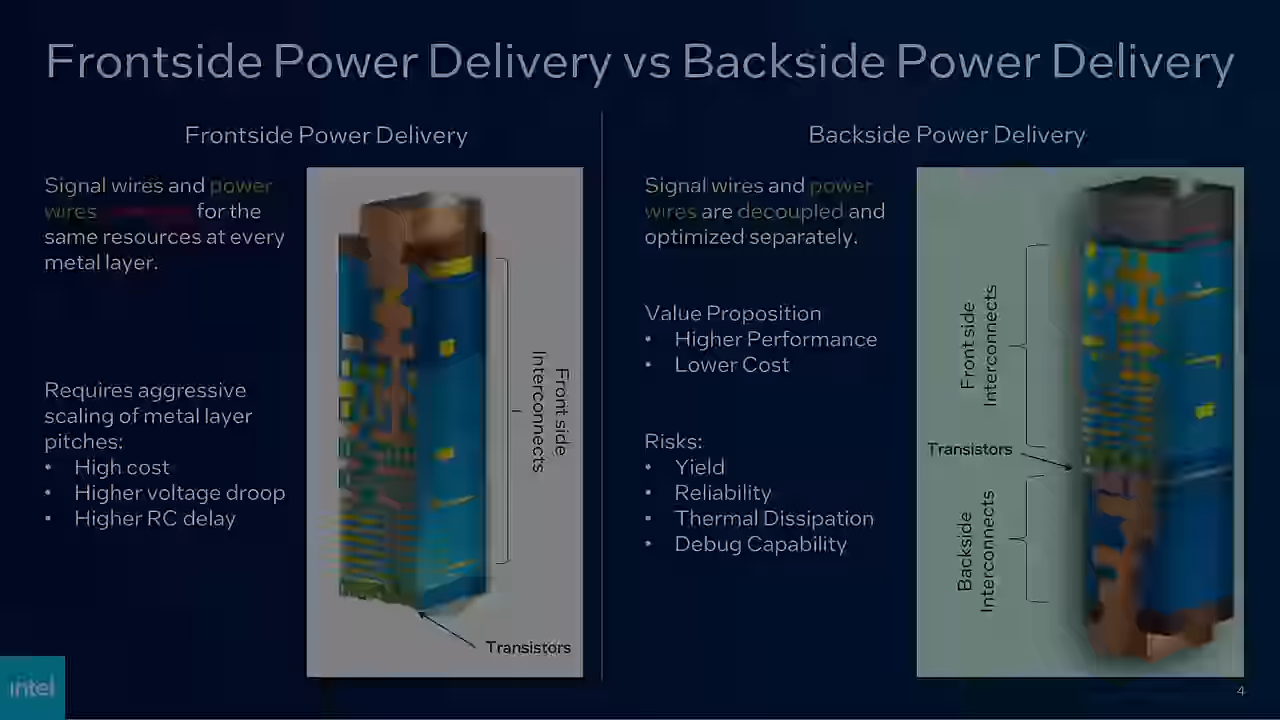 Frontside Power Delivery vs Backside Power Delivery
Frontside Power Delivery
Signal wires and power
wires for the
same resources at every
metal layer.
Requires aggressive
scaling of metal layer
pitches:
• High cost
• Higher voltage droop
• Higher RC delay
Front side
Interconnects
Transistors
Backside Power Delivery
Signal wires and power
wires are decoupled and
optimized separately.
Value Proposition
• Higher Performance
• Lower Cost
Risks:
• Yield
• Reliability
• Thermal Dissipation
• Debug Capability
Front side
Interconnects
Transistors
Backside
Interconnects
intel
4